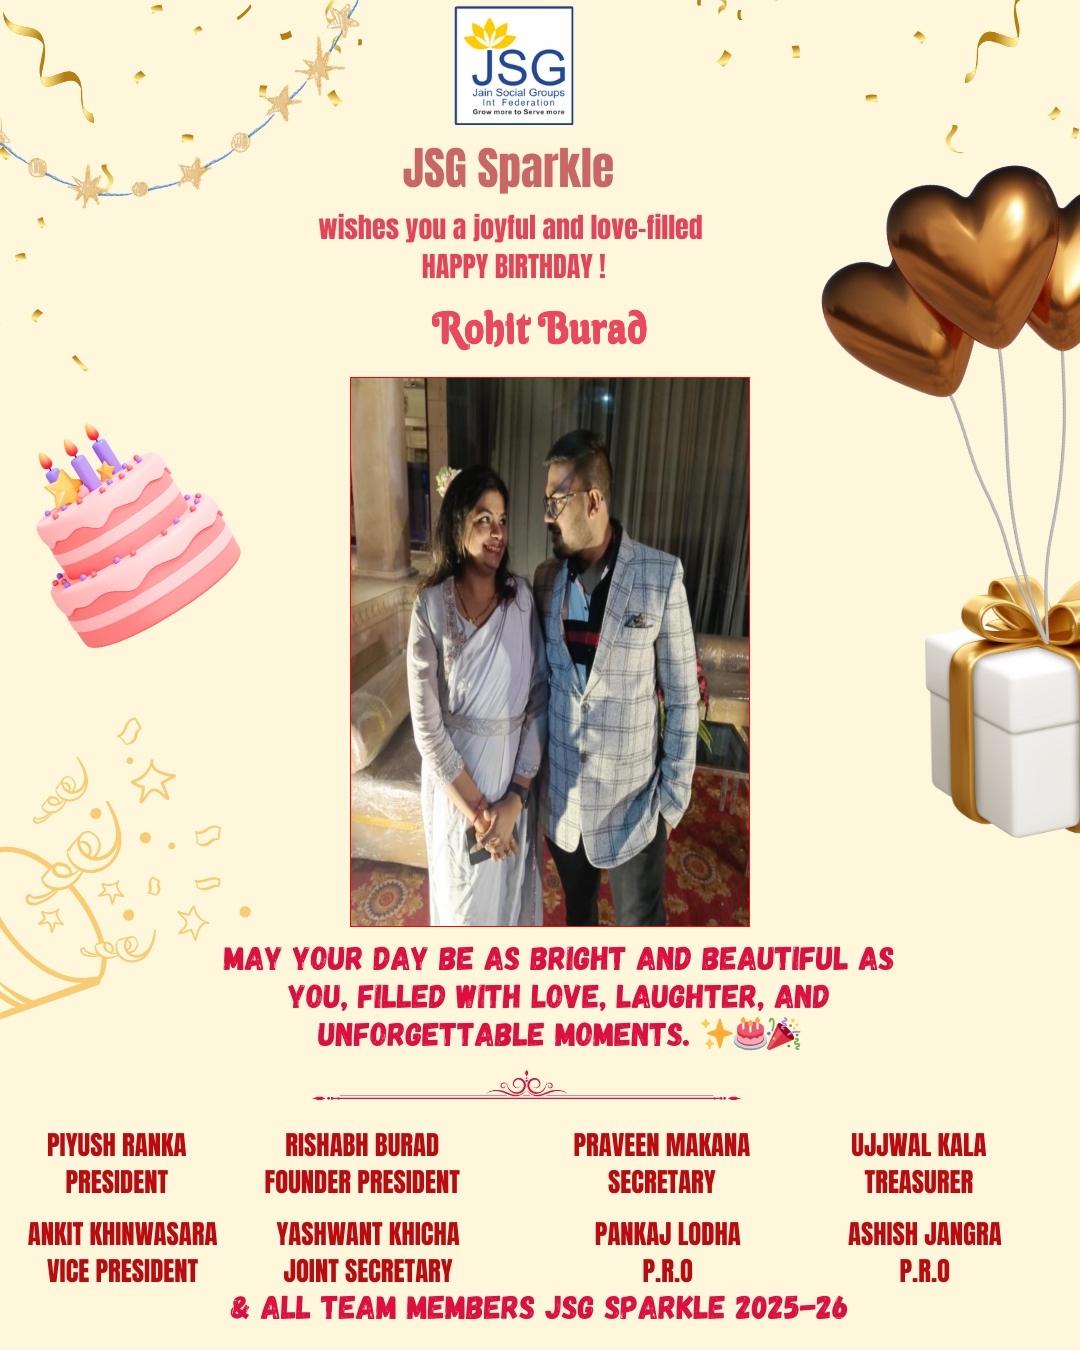 JSG
Jain Social Groups
Int Federation
Grow more to Serve more
JSG Sparkle
wishes you a joyful and love-filled
HAPPY BIRTHDAY !
Rohit Burad
MAY YOUR DAY BE AS BRIGHT AND BEAUTIFUL AS
YOU, FILLED WITH LOVE, LAUGHTER, AND
UNFORGETTABLE MOMENTS. ✨🎂🎉
PIYUSH RANKA
PRESIDENT
RISHABH BURAD
FOUNDER PRESIDENT
PRAVEEN MAKANA
SECRETARY
UJJWAL KALA
TREASURER
ANKIT KHINWASARA
VICE PRESIDENT
YASHWANT KHICHA
JOINT SECRETARY
PANKAJ LODHA
P.R.O
ASHISH JANGRA
P.R.O
& ALL TEAM MEMBERS JSG SPARKLE 2025-26